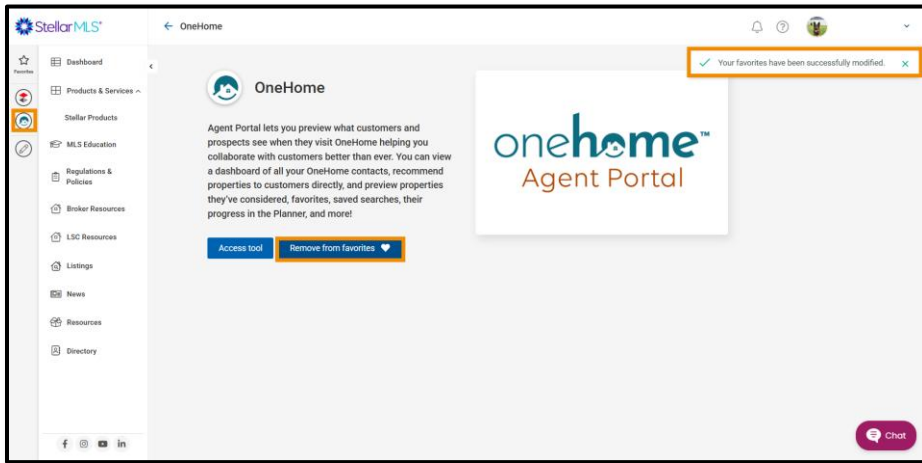 StellarMLS
← OneHome
Favorites
Dashboard
Products & Services
Stellar Products
MLS Education
Regulations &
Policies
Broker Resources
LSC Resources
Listings
News
Resources
Directory
OneHome
Agent Portal lets you preview what customers and
prospects see when they visit OneHome helping you
collaborate with customers better than ever. You can view
a dashboard of all your OneHome contacts, recommend
properties to customers directly, and preview properties
they've considered, favorites, saved searches, their
progress in the Planner, and more!
Access tool
Remove from favorites
Your favorites have been successfully modified.
onehome™
Agent Portal
Chat